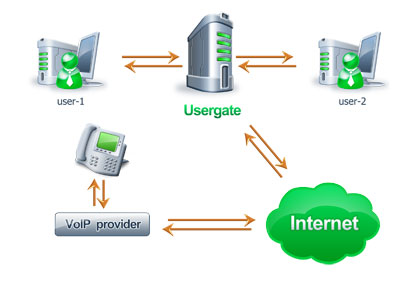 user-1
Usergate
user-2
VoIP provider
Internet